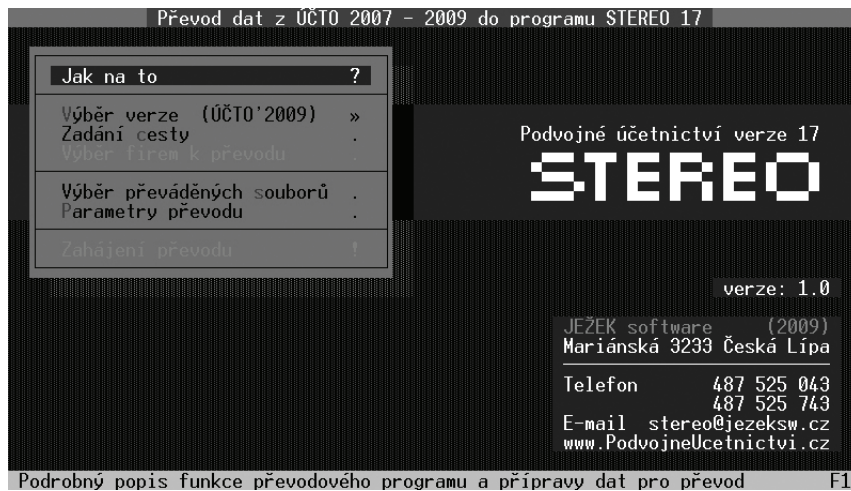 Převod dat z ÚČTO 2007 - 2009 do programu STEREO 17
Jak na to ?
Výběr verze (ÚČTO'2009) »
Zadání cesty .
Výběr firem k převodu .
Výběr převáděných souborů .
Parametry převodu .
Zahájení převodu !
Podvojné účetnictví verze 17
STEREO
verze: 1.0
JEŽEK software (2009)
Mariánská 3233 Česká Lípa
Telefon 487 525 043
487 525 743
E-mail stereo@jezeksw.cz
www.PodvojneUcetnictvi.cz
Podrobný popis funkce převodového programu a přípravy dat pro převod F1